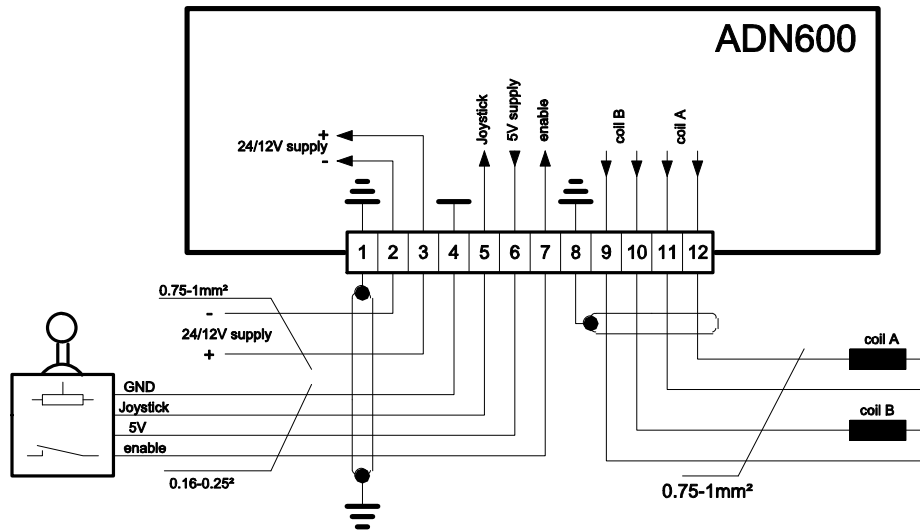 ADN600
Joystick
5V supply
enable
coil B
coil A
+
24/12V supply
-
1 2 3 4 5 6 7 8 9 10 11 12
0.75-1mm²
-
24/12V supply
+
coil A
GND
Joystick
5V
enable
coil B
0.16-0.25²
0.75-1mm²